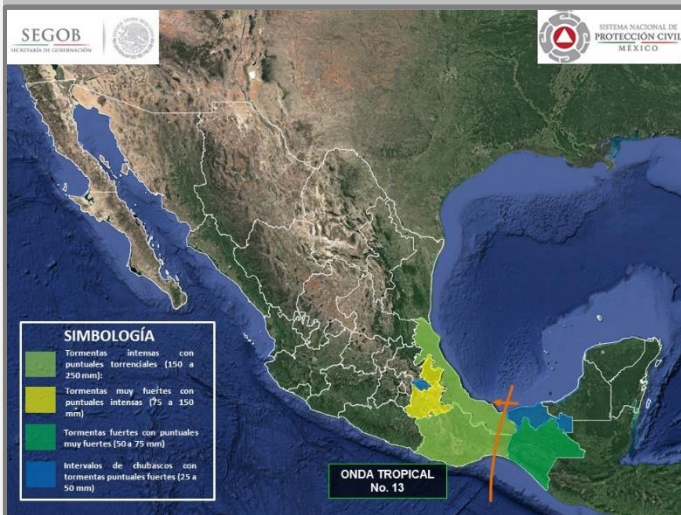 SEGOB
SECRETARÍA DE GOBERNACIÓN
SISTEMA NACIONAL DE
PROTECCIÓN CIVIL
MÉXICO
SIMBOLOGÍA
Tormentas intensas con
puntuales torrenciales (150 a
250 mm):
Tormentas muy fuertes con
puntuales intensas (75 a 150
mm)
Tormentas fuertes con puntuales
muy fuertes (50 a 75 mm)
Intervalos de chubascos con
tormentas puntuales fuertes (25 a
50 mm)
ONDA TROPICAL
No. 13